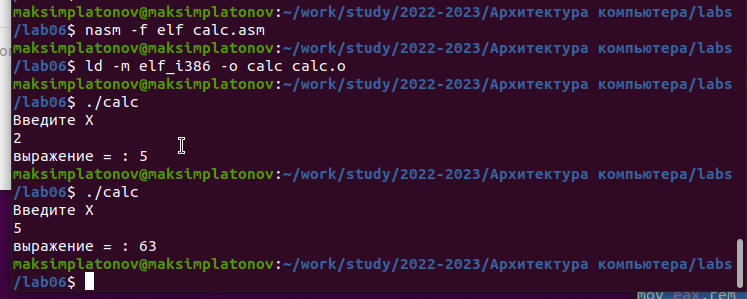 maksimplatonov@maksimplatonov:~/work/study/2022-2023/Архитектура компьютера/labs
/lab06$ nasm -f elf calc.asm
maksimplatonov@maksimplatonov:~/work/study/2022-2023/Архитектура компьютера/labs
/lab06$ ld -m elf_i386 -o calc calc.o
maksimplatonov@maksimplatonov:~/work/study/2022-2023/Архитектура компьютера/labs
/lab06$ ./calc
Введите X
2
выражение = : 5
maksimplatonov@maksimplatonov:~/work/study/2022-2023/Архитектура компьютера/labs
/lab06$ ./calc
Введите X
5
выражение = : 63
maksimplatonov@maksimplatonov:~/work/study/2022-2023/Архитектура компьютера/labs
/lab06$
mov eax,rem